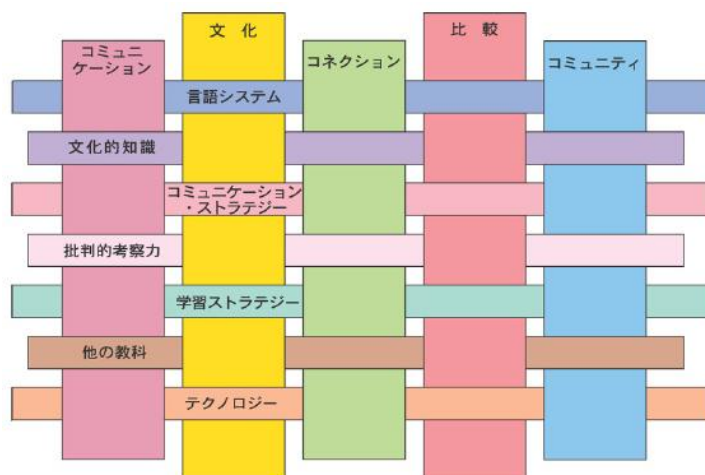 文化
比較
コミュニ
ケーション
コネクション
コミュニティ
言語システム
文化的知識
コミュニケーション
・ストラテジー
批判的考察力
学習ストラテジー
他の教科
テクノロジー